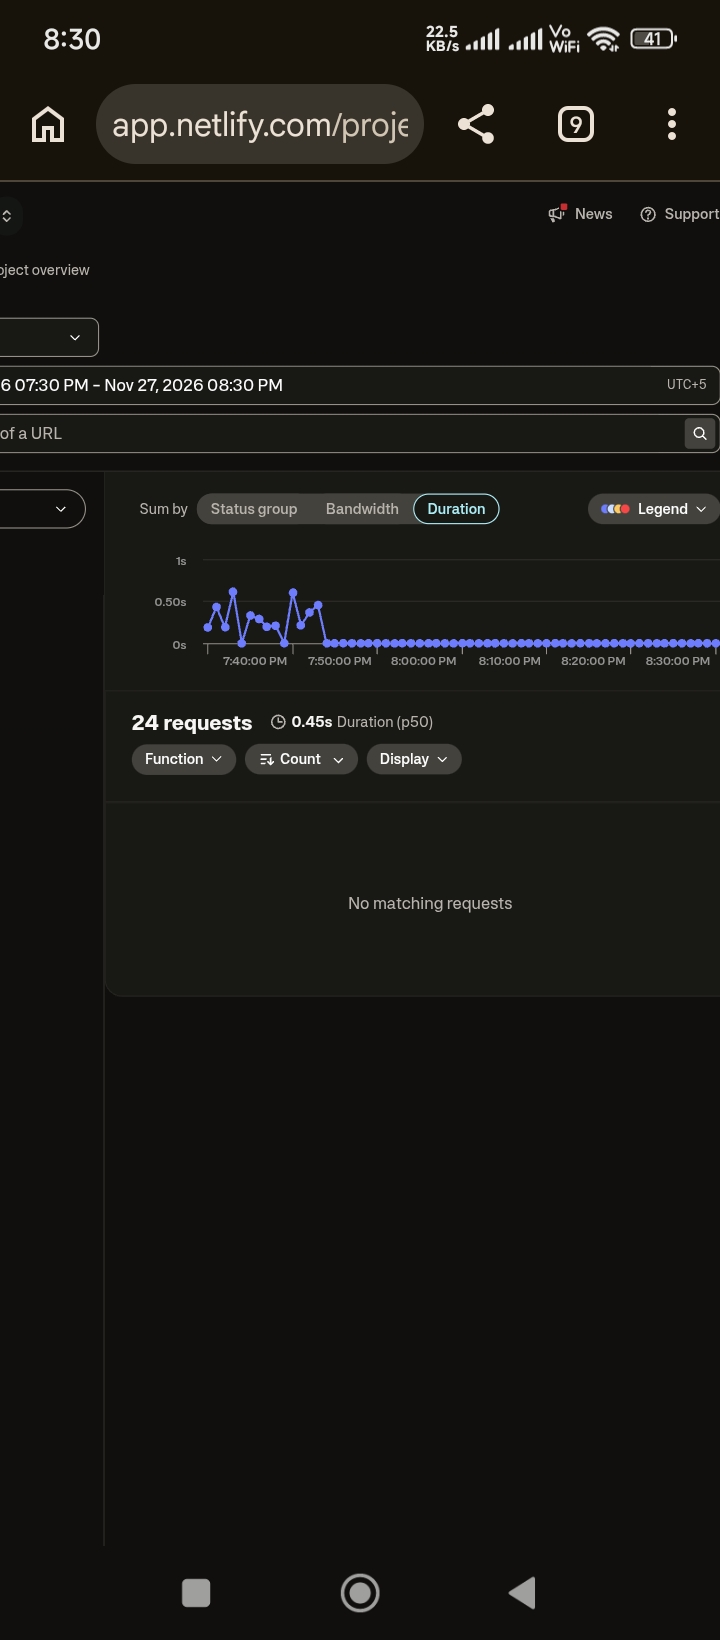 8:30
22.5
KB/s
Vo
WiFi
41
app.netlify.com/proje
9
News
Support
oject overview
6 07:30 PM – Nov 27, 2026 08:30 PM
UTC+5
of a URL
Sum by
Status group
Bandwidth
Duration
Legend
1s
0.50s
0s
7:40:00 PM
7:50:00 PM
8:00:00 PM
8:10:00 PM
8:20:00 PM
8:30:00 PM
24 requests
0.45s Duration (p50)
Function
Count
Display
No matching requests